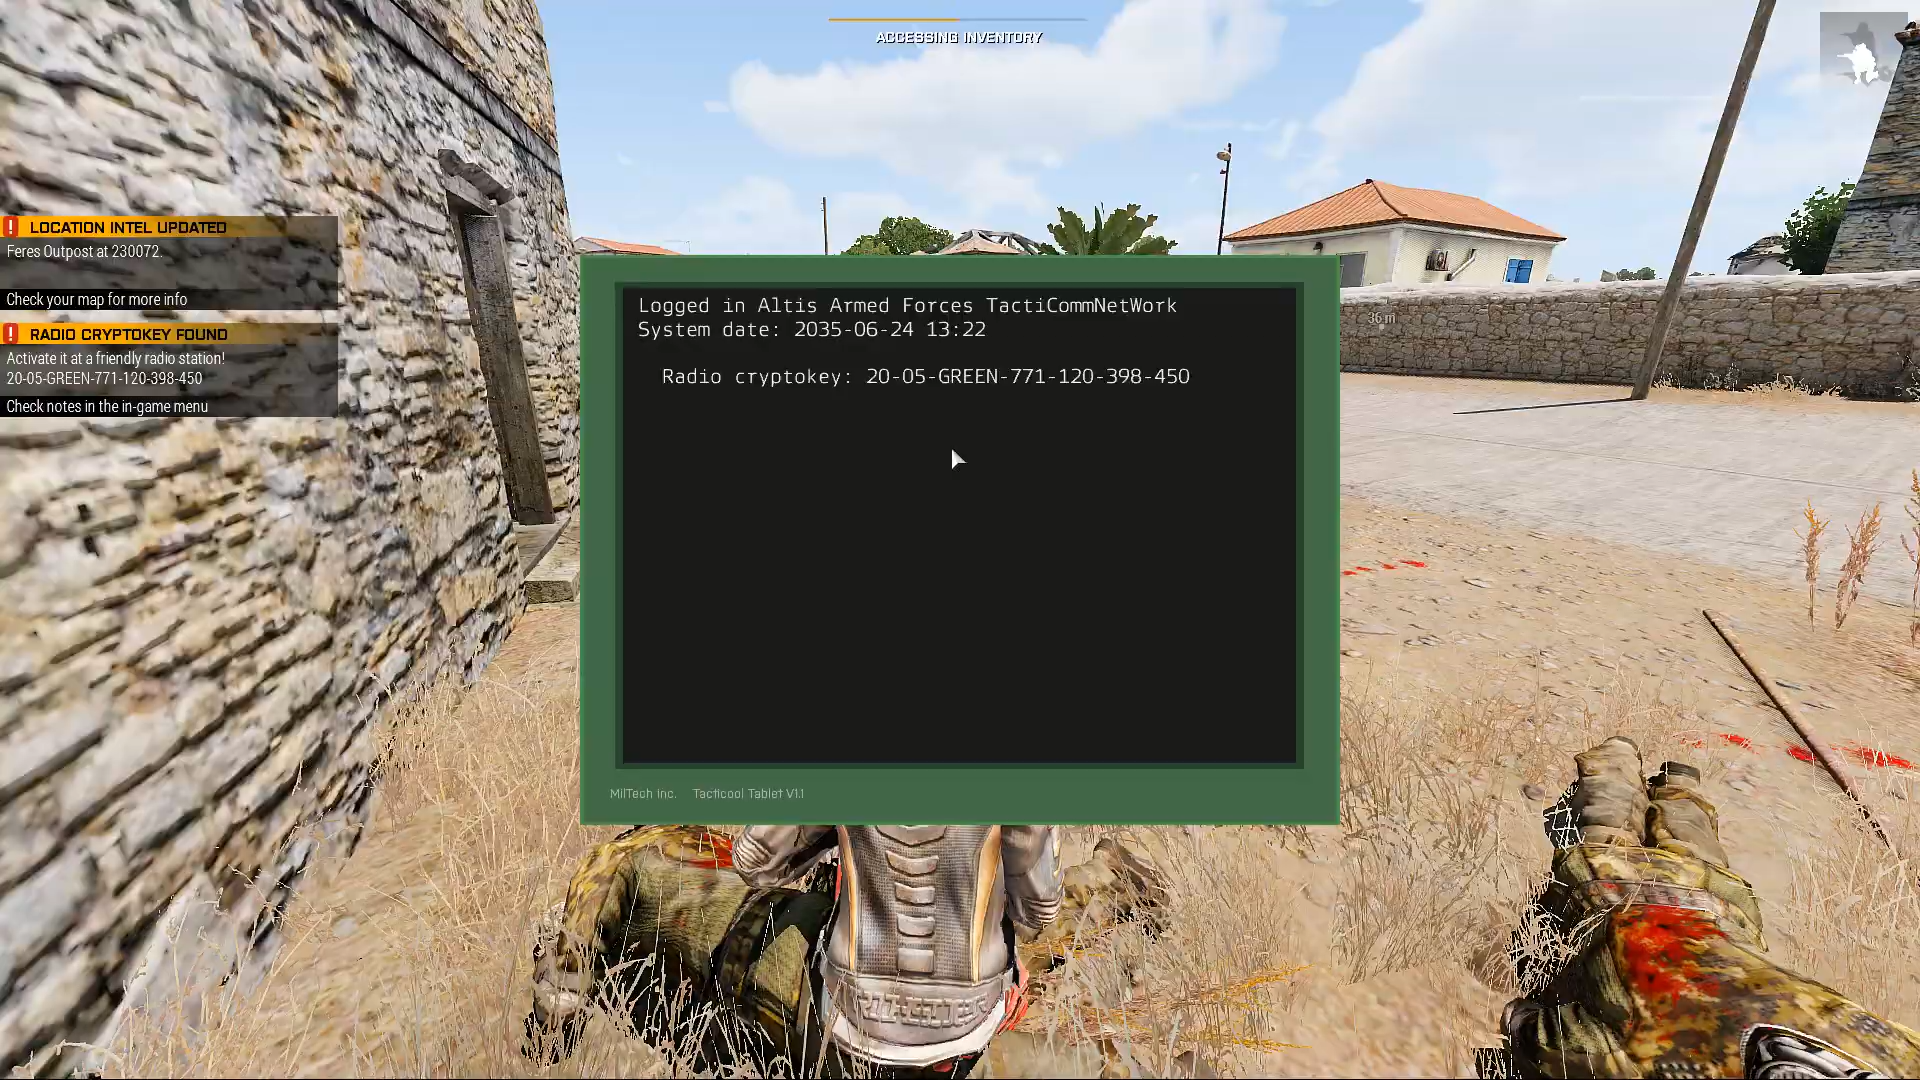 ACCESSING INVENTORY
LOCATION INTEL UPDATED
Feres Outpost at 230072.
Check your map for more info
RADIO CRYPTOKEY FOUND
Activate it at a friendly radio station!
20-05-GREEN-771-120-398-450
Check notes in the in-game menu
Logged in Altis Armed Forces TactiCommNetWork
System date: 2035-06-24 13:22
Radio cryptokey: 20-05-GREEN-771-120-398-450
36 m
MilTech Inc. Tacticool Tablet V1.1